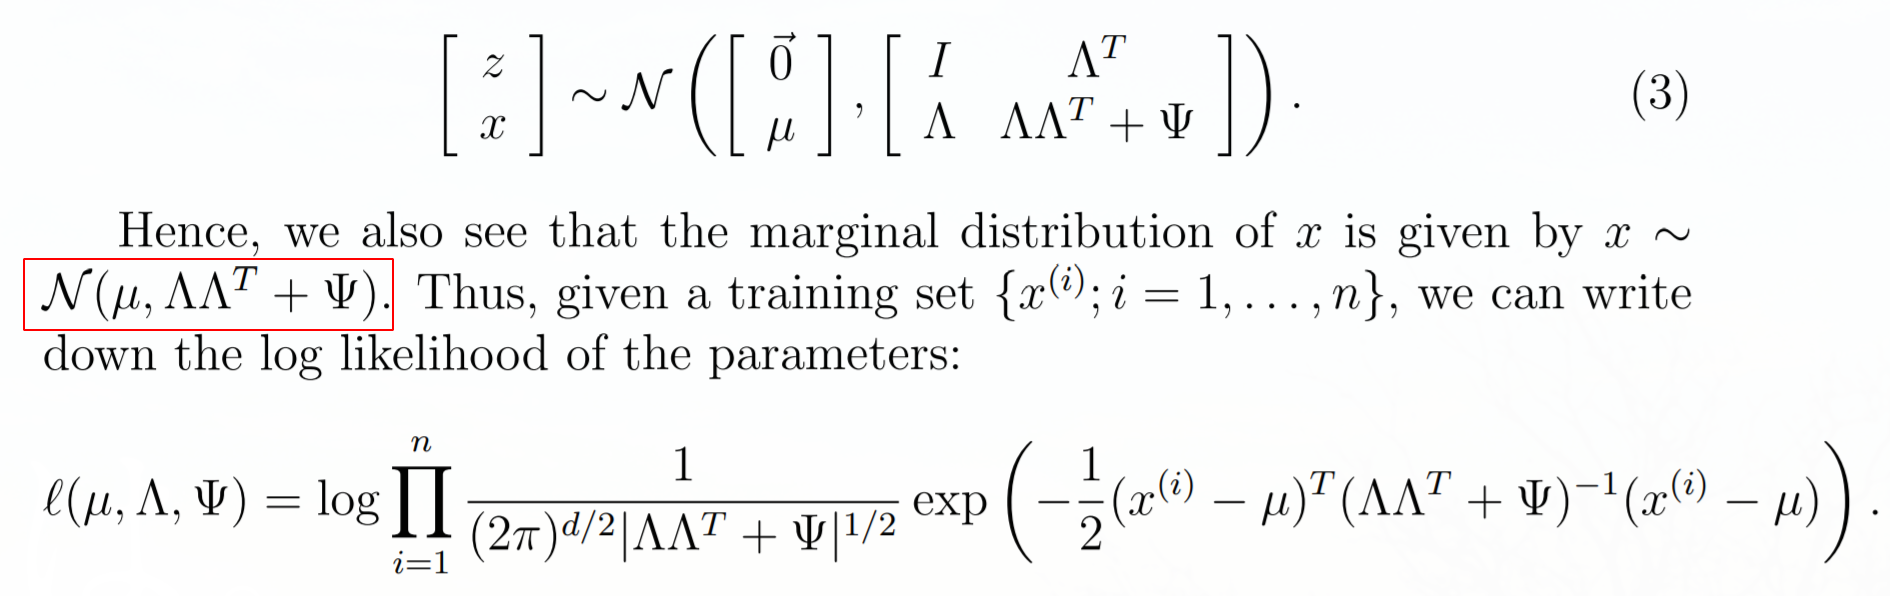 [ z x ] ∼ 𝒩 ( [ 0⃗ μ ] , [ I Λ^T Λ ΛΛ^T + Ψ ] ) . (3)
Hence, we also see that the marginal distribution of x is given by x ∼
𝒩(μ, ΛΛ^T + Ψ). Thus, given a training set {x^(i); i = 1, . . . , n}, we can write
down the log likelihood of the parameters:
ℓ(μ, Λ, Ψ) = log ∏_{i=1}^{n} 1 / ((2π)^{d/2}|ΛΛ^T + Ψ|^{1/2}) exp ( −1/2 (x^(i) − μ)^T (ΛΛ^T + Ψ)^{−1} (x^(i) − μ) ) .